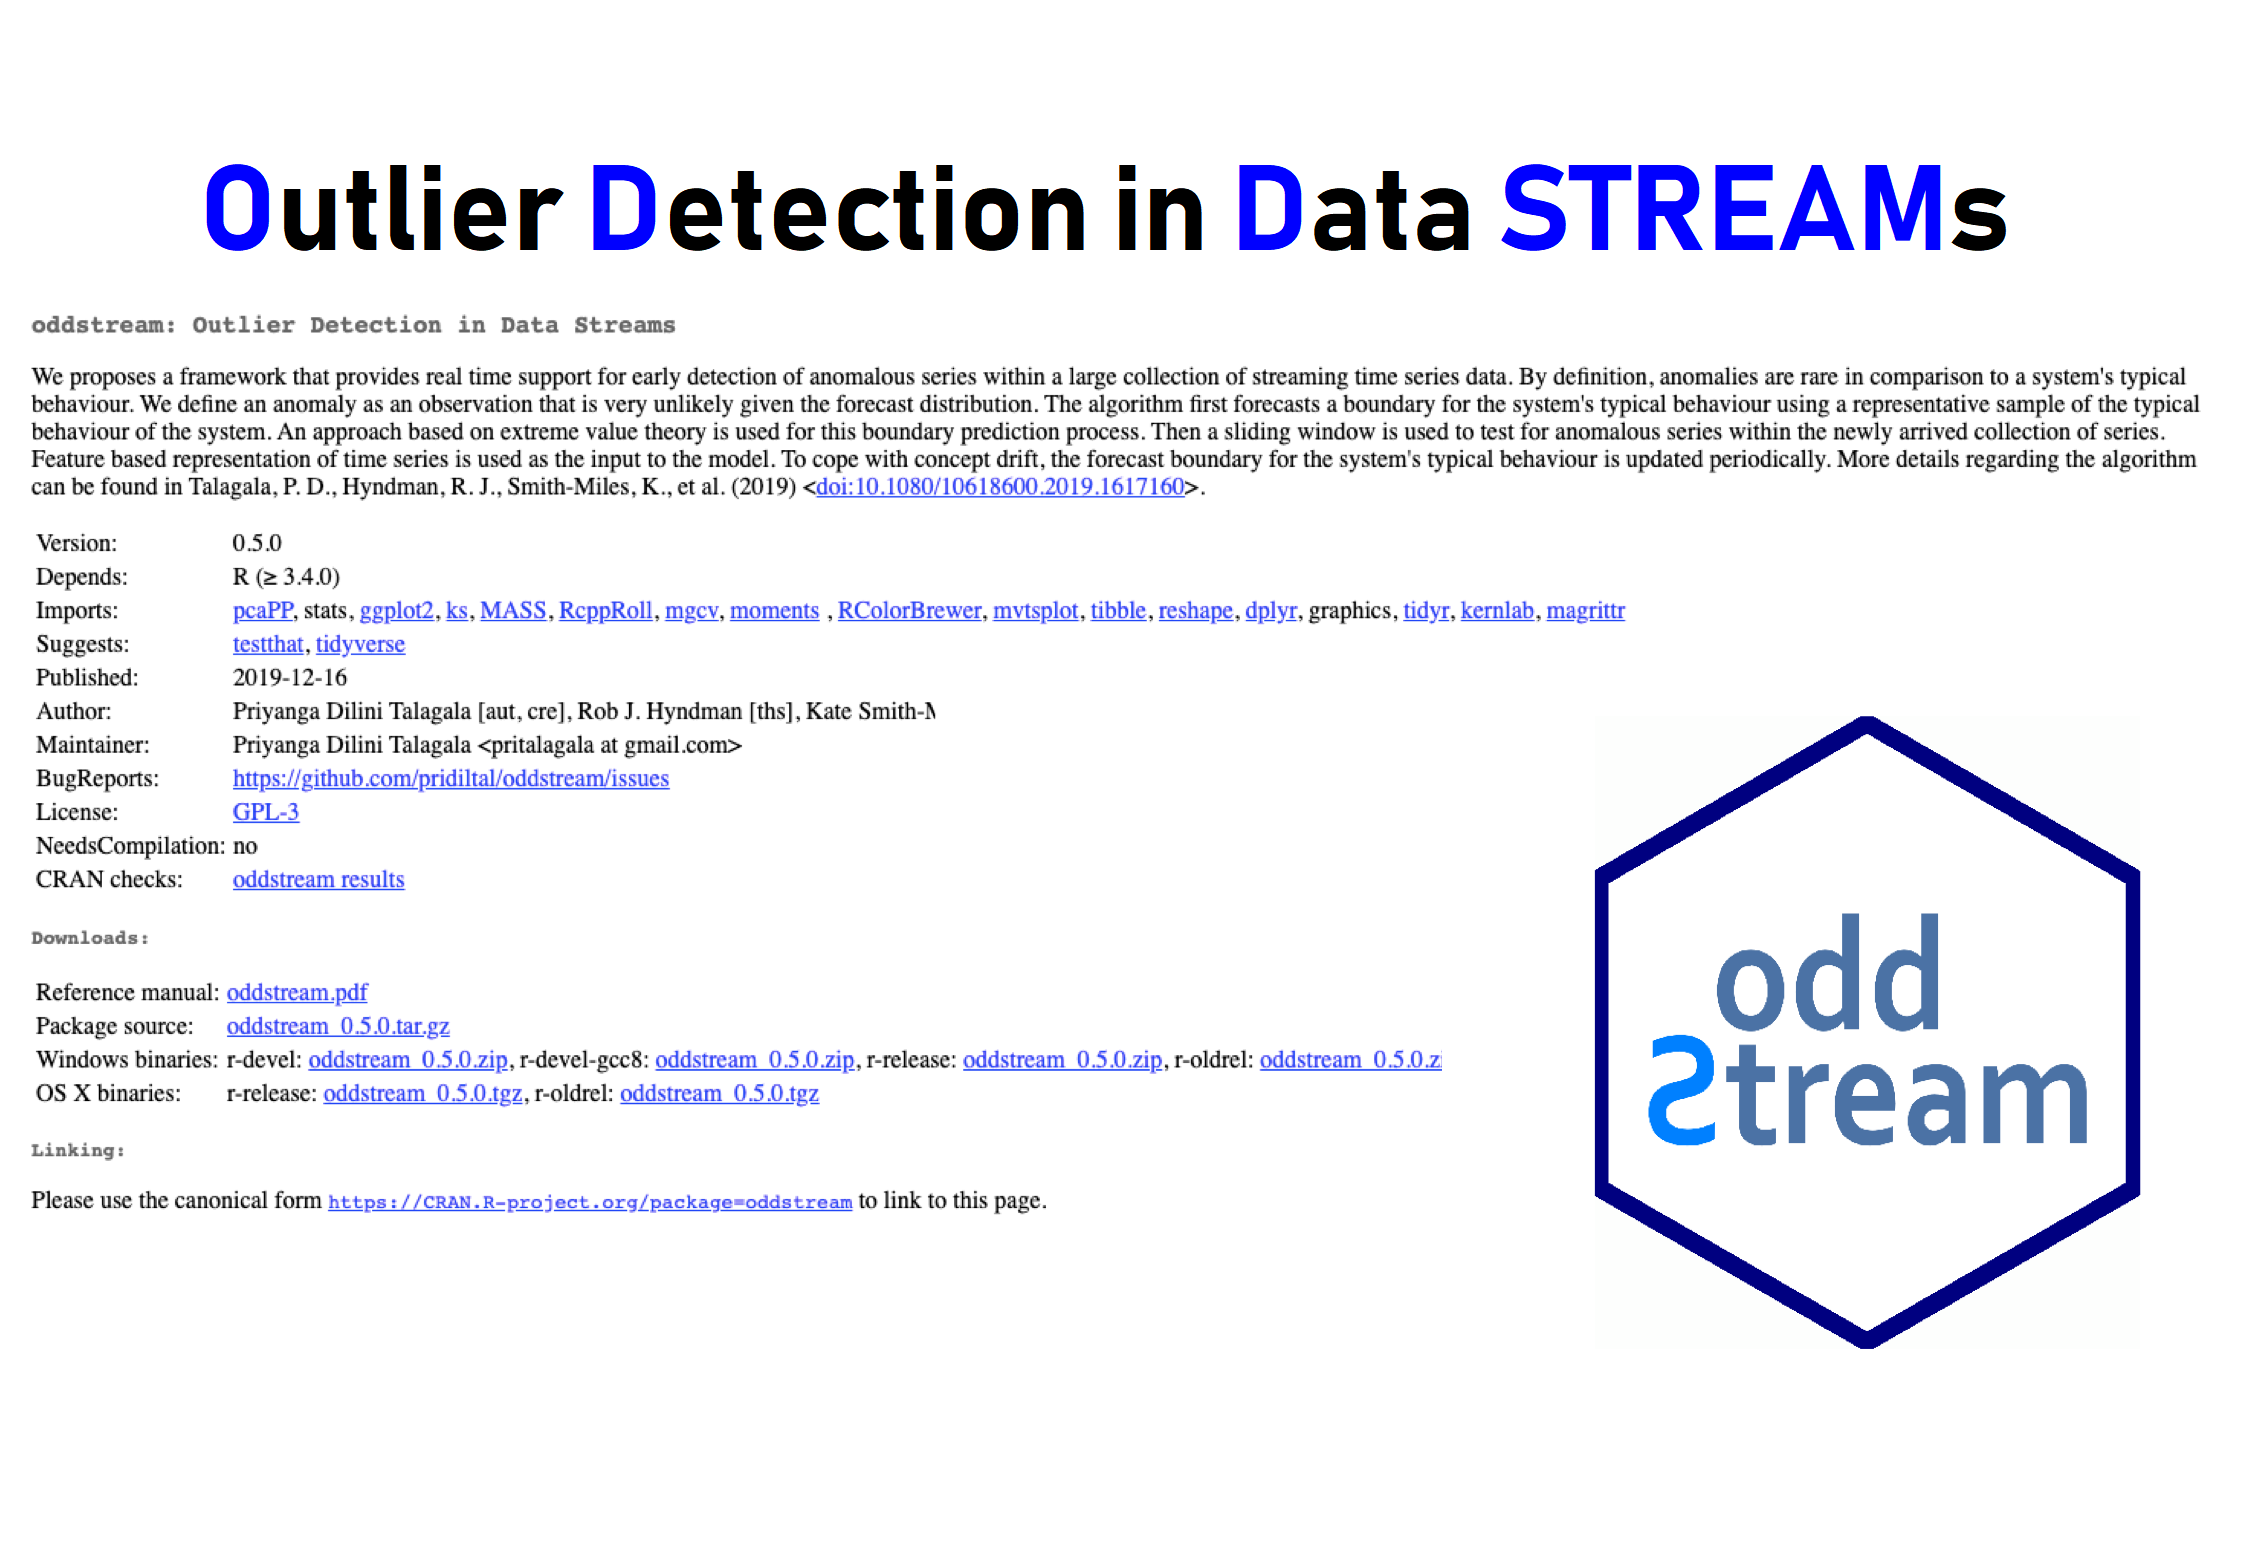 Outlier Detection in Data STREAMs
oddstream: Outlier Detection in Data Streams
We proposes a framework that provides real time support for early detection of anomalous series within a large collection of streaming time series data. By definition, anomalies are rare in comparison to a system's typical
behaviour. We define an anomaly as an observation that is very unlikely given the forecast distribution. The algorithm first forecasts a boundary for the system's typical behaviour using a representative sample of the typical
behaviour of the system. An approach based on extreme value theory is used for this boundary prediction process. Then a sliding window is used to test for anomalous series within the newly arrived collection of series.
Feature based representation of time series is used as the input to the model. To cope with concept drift, the forecast boundary for the system's typical behaviour is updated periodically. More details regarding the algorithm
can be found in Talagala, P. D., Hyndman, R. J., Smith-Miles, K., et al. (2019) <doi:10.1080/10618600.2019.1617160>.
Version: 0.5.0
Depends: R (≥ 3.4.0)
Imports: pcaPP, stats, ggplot2, ks, MASS, RcppRoll, mgcv, moments , RColorBrewer, mvtsplot, tibble, reshape, dplyr, graphics, tidyr, kernlab, magrittr
Suggests: testthat, tidyverse
Published: 2019-12-16
Author: Priyanga Dilini Talagala [aut, cre], Rob J. Hyndman [ths], Kate Smith-
Maintainer: Priyanga Dilini Talagala <pritalagala at gmail.com>
BugReports: https://github.com/pridiltal/oddstream/issues
License: GPL-3
NeedsCompilation: no
CRAN checks: oddstream results
Downloads:
Reference manual: oddstream.pdf
Package source: oddstream_0.5.0.tar.gz
Windows binaries: r-devel: oddstream_0.5.0.zip, r-devel-gcc8: oddstream_0.5.0.zip, r-release: oddstream_0.5.0.zip, r-oldrel: oddstream_0.5.0.z
OS X binaries: r-release: oddstream_0.5.0.tgz, r-oldrel: oddstream_0.5.0.tgz
Linking:
Please use the canonical form https://CRAN.R-project.org/package=oddstream to link to this page.
odd
Stream